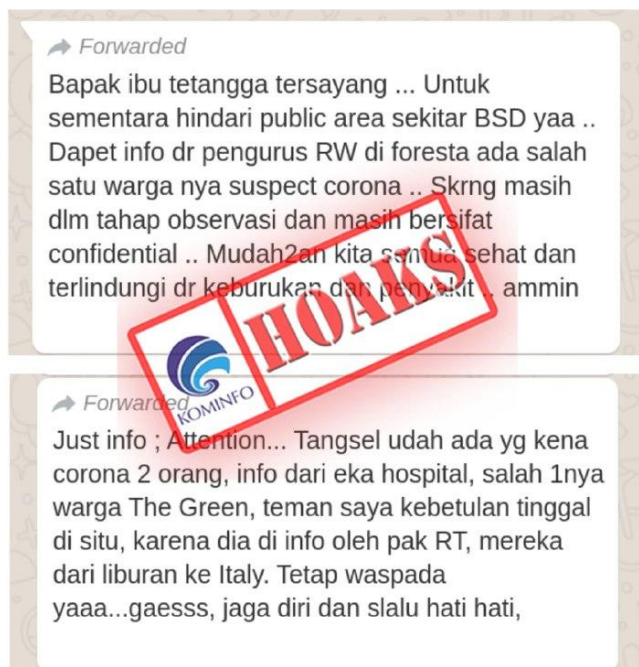 Forwarded
Bapak ibu tetangga tersayang ... Untuk
sementara hindari public area sekitar BSD yaa ..
Dapet info dr pengurus RW di foresta ada salah
satu warga nya suspect corona .. Skrng masih
dlm tahap observasi dan masih bersifat
confidential .. Mudah2an kita semua sehat dan
terlindungi dr keburukan dan penyakit .. ammin
HOAKS
KOMINFO
Forwarded
Just info ; Attention... Tangsel udah ada yg kena
corona 2 orang, info dari eka hospital, salah 1nya
warga The Green, teman saya kebetulan tinggal
di situ, karena dia di info oleh pak RT, mereka
dari liburan ke Italy. Tetap waspada
yaaa...gaesss, jaga diri dan slalu hati hati,